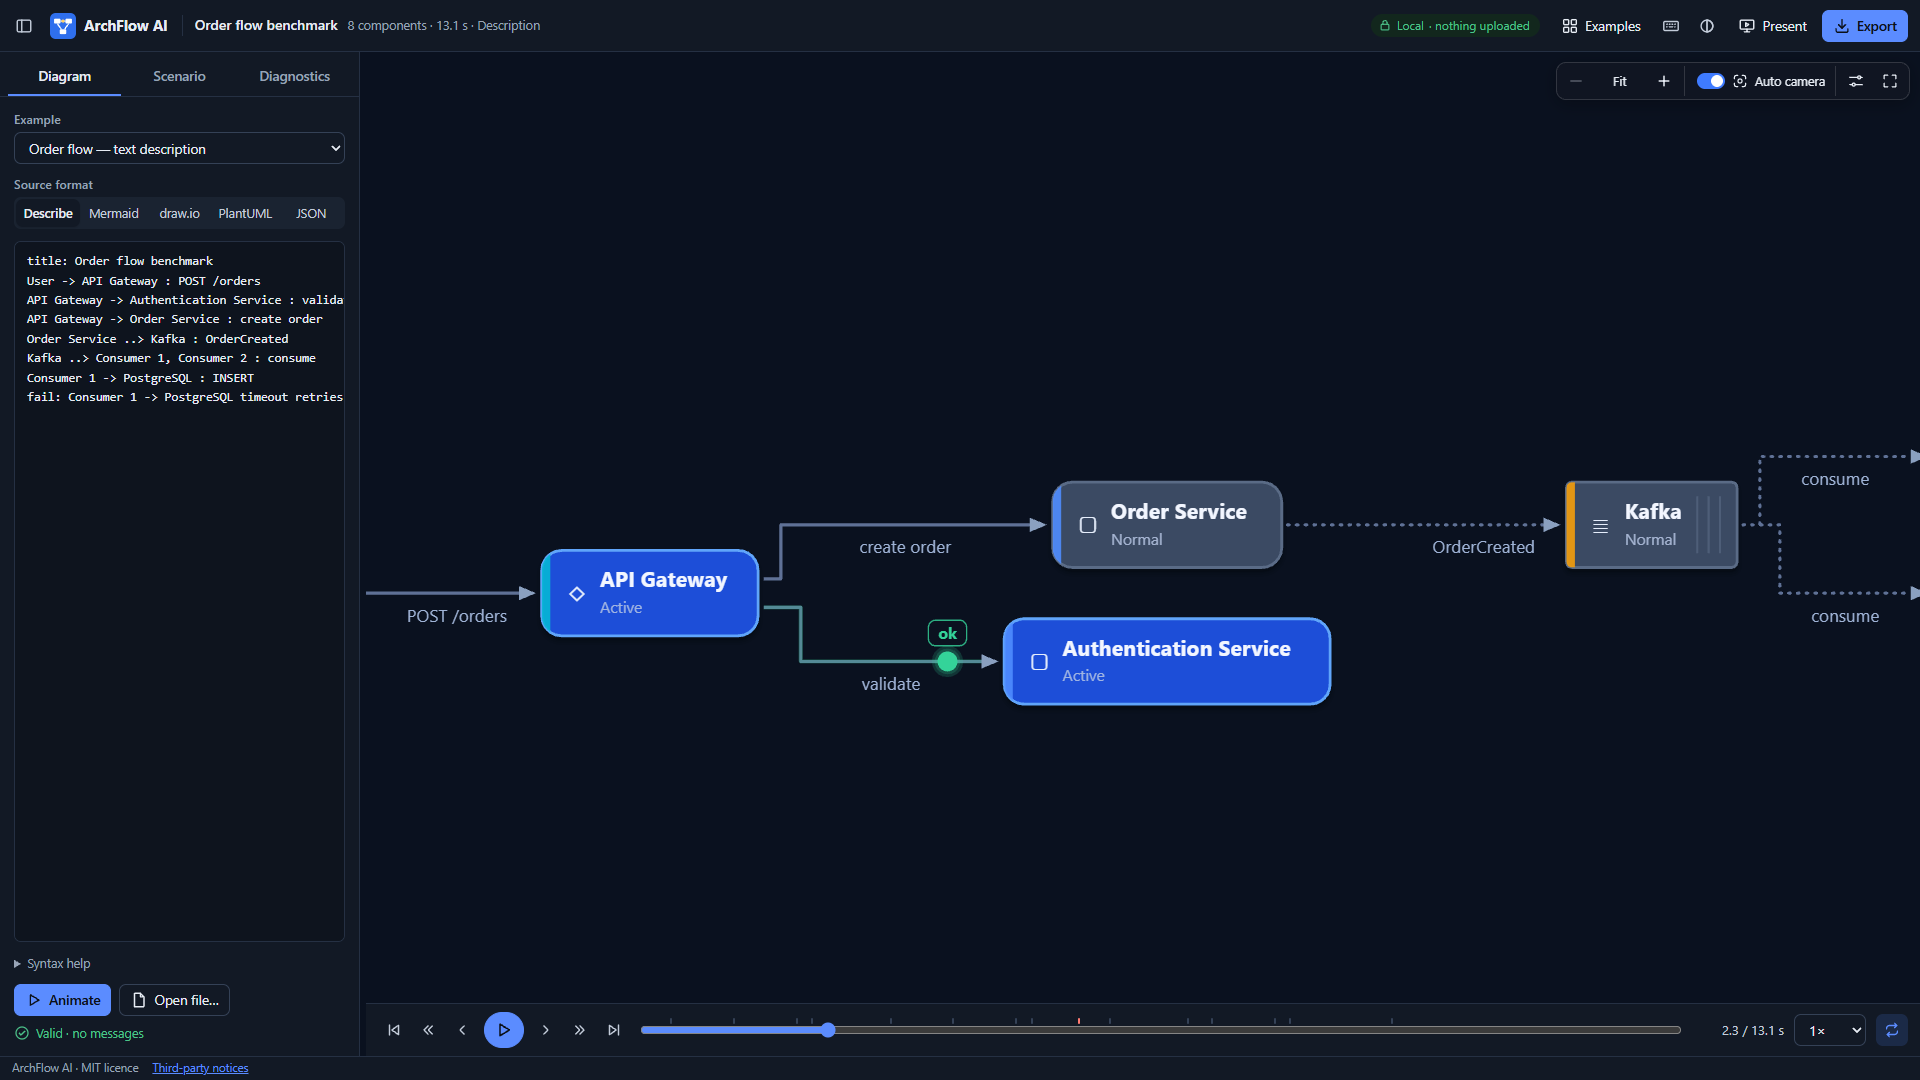 ArchFlow AI
Order flow benchmark
8 components · 13.1 s · Description
Local · nothing uploaded
Examples
Present
Export
Diagram
Scenario
Diagnostics
Fit
Auto camera
Example
Order flow — text description
Source format
Describe
Mermaid
draw.io
PlantUML
JSON
title: Order flow benchmark
User -> API Gateway : POST /orders
API Gateway -> Authentication Service : valida
API Gateway -> Order Service : create order
Order Service ..> Kafka : OrderCreated
Kafka ..> Consumer 1, Consumer 2 : consume
Consumer 1 -> PostgreSQL : INSERT
fail: Consumer 1 -> PostgreSQL timeout retries
POST /orders
API Gateway
Active
create order
Order Service
Normal
OrderCreated
Kafka
Normal
consume
consume
ok
validate
Authentication Service
Active
Syntax help
Animate
Open file...
Valid · no messages
2.3 / 13.1 s
1×
ArchFlow AI · MIT licence
Third-party notices